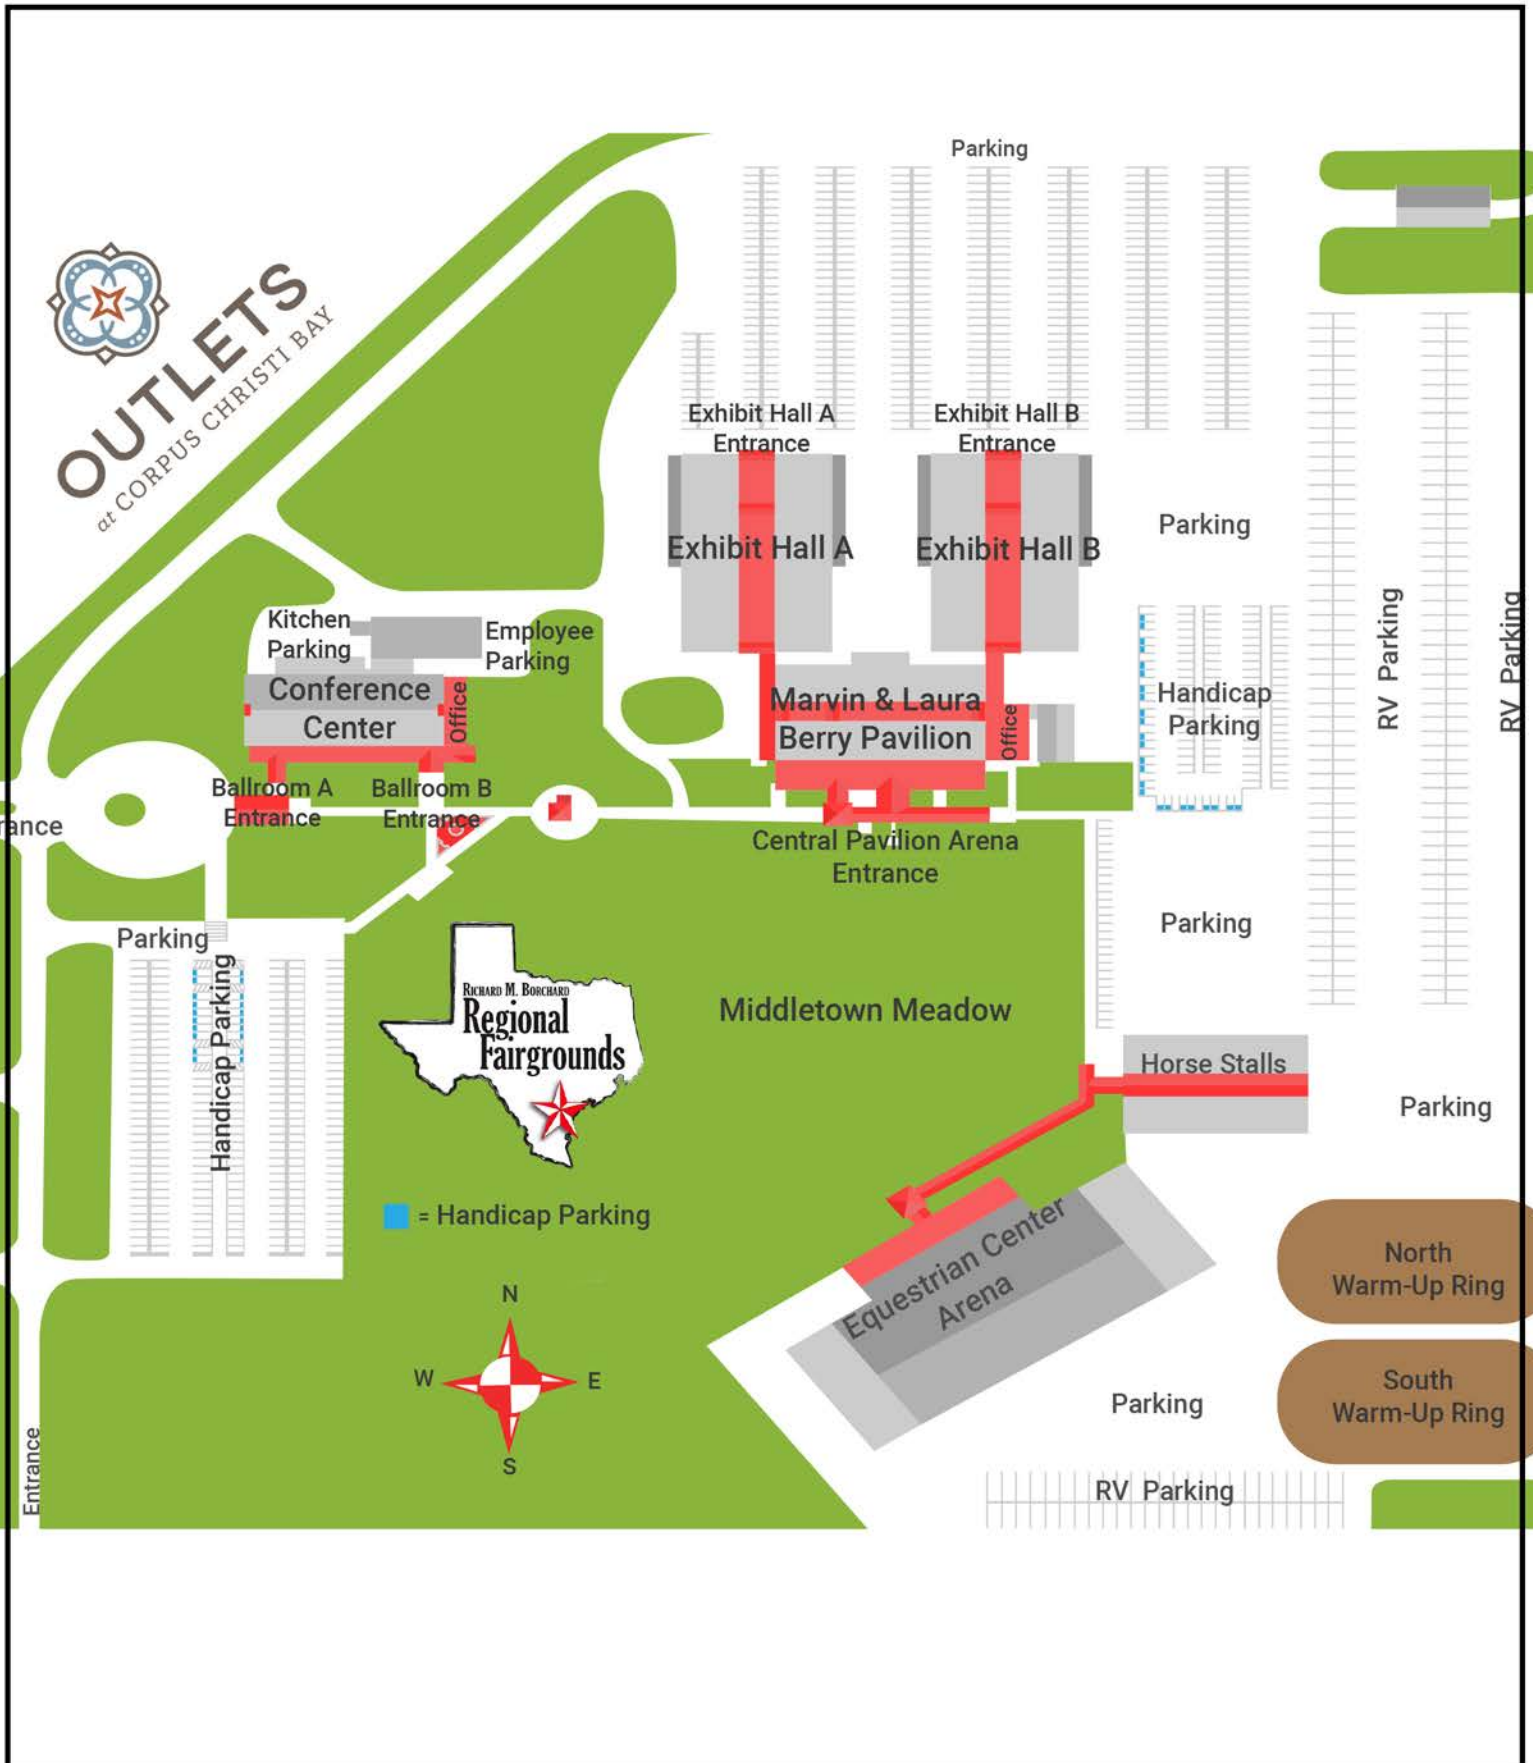 Parking
OUTLETS
at CORPUS CHRISTI BAY
Exhibit Hall A
Entrance
Exhibit Hall B
Entrance
Exhibit Hall A
Exhibit Hall B
Parking
RV Parking
RV Parking
Kitchen
Parking
Employee
Parking
Conference
Center
Office
Marvin & Laura
Berry Pavilion
Office
Handicap
Parking
Ballroom A
Entrance
Ballroom B
Entrance
rance
Central Pavilion Arena
Entrance
Parking
Handicap Parking
Parking
RICHARD M. BORCHARD
Regional
Fairgrounds
Middletown Meadow
Horse Stalls
Parking
= Handicap Parking
Equestrian Center
Arena
North
Warm-Up Ring
South
Warm-Up Ring
N
W
E
S
Parking
Entrance
RV Parking